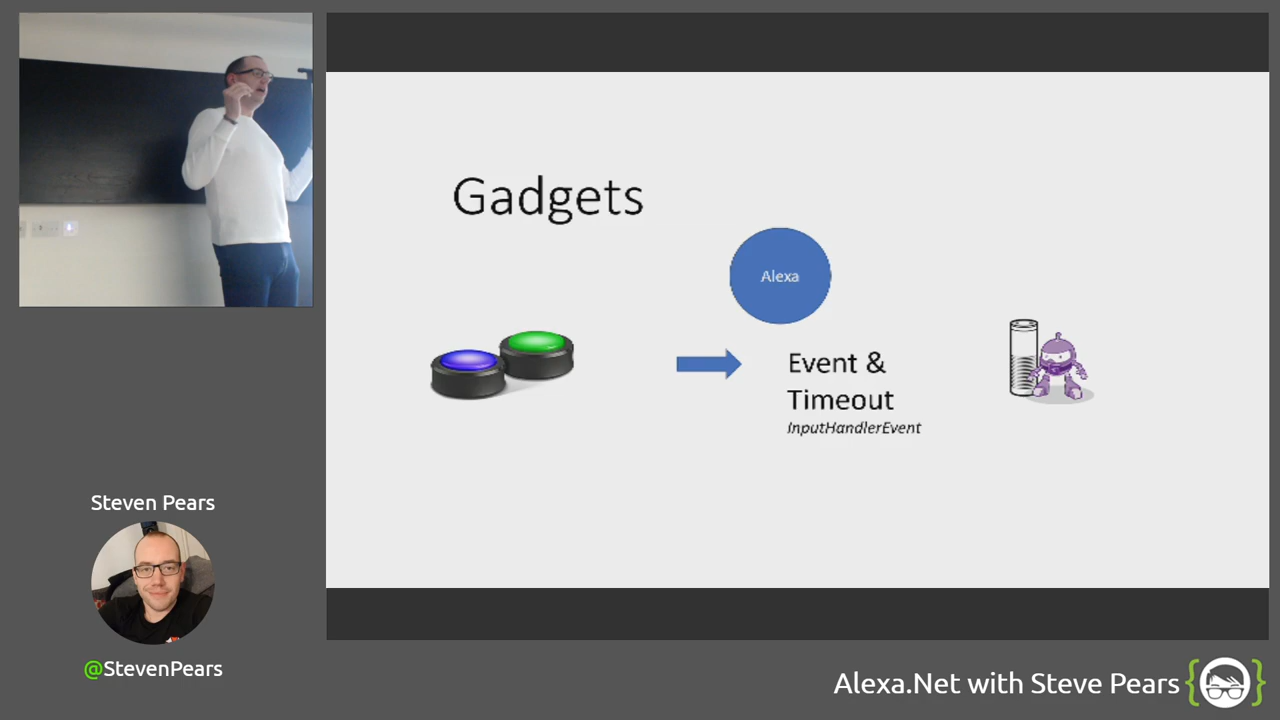 Gadgets
Alexa
Event &
Timeout
InputHandlerEvent
Steven Pears
@StevenPears
Alexa.Net with Steve Pears